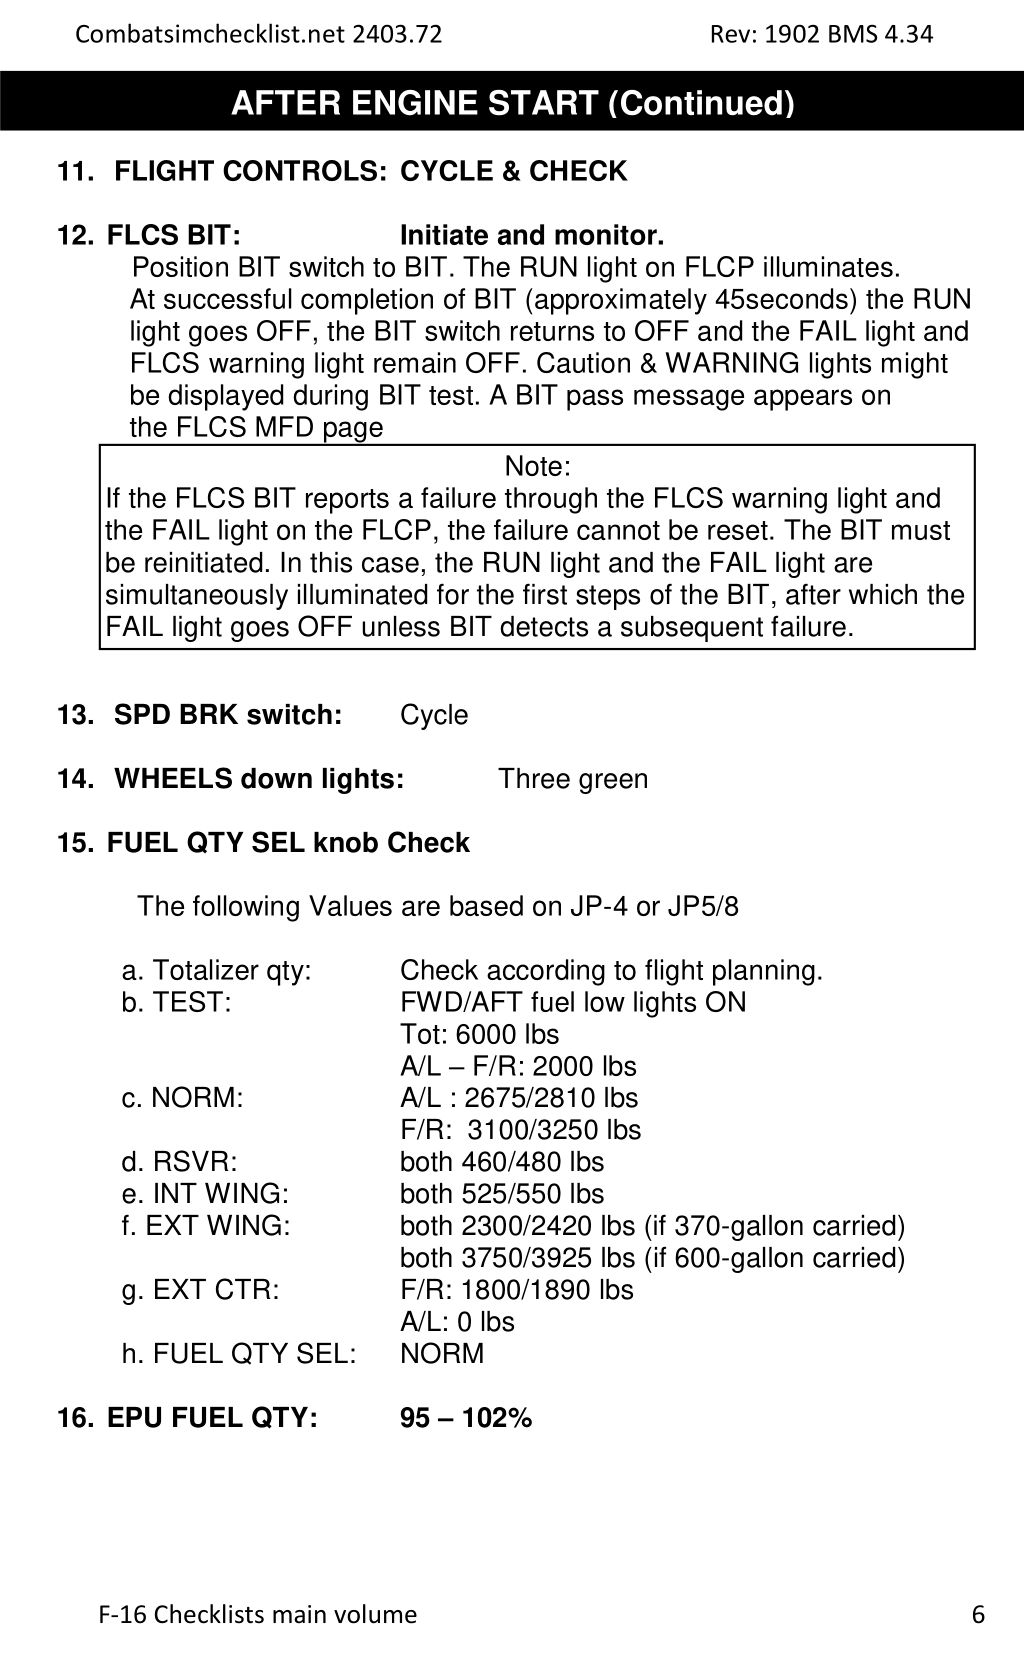 Combatsimchecklist.net 2403.72 Rev: 1902 BMS 4.34
AFTER ENGINE START (Continued)
11. FLIGHT CONTROLS: CYCLE & CHECK
12. FLCS BIT: Initiate and monitor.
Position BIT switch to BIT. The RUN light on FLCP illuminates.
At successful completion of BIT (approximately 45seconds) the RUN
light goes OFF, the BIT switch returns to OFF and the FAIL light and
FLCS warning light remain OFF. Caution & WARNING lights might
be displayed during BIT test. A BIT pass message appears on
the FLCS MFD page
Note:
If the FLCS BIT reports a failure through the FLCS warning light and
the FAIL light on the FLCP, the failure cannot be reset. The BIT must
be reinitiated. In this case, the RUN light and the FAIL light are
simultaneously illuminated for the first steps of the BIT, after which the
FAIL light goes OFF unless BIT detects a subsequent failure.
13. SPD BRK switch: Cycle
14. WHEELS down lights: Three green
15. FUEL QTY SEL knob Check
The following Values are based on JP-4 or JP5/8
a. Totalizer qty: Check according to flight planning.
b. TEST: FWD/AFT fuel low lights ON
Tot: 6000 lbs
A/L – F/R: 2000 lbs
c. NORM: A/L : 2675/2810 lbs
F/R: 3100/3250 lbs
d. RSVR: both 460/480 lbs
e. INT WING: both 525/550 lbs
f. EXT WING: both 2300/2420 lbs (if 370-gallon carried)
both 3750/3925 lbs (if 600-gallon carried)
g. EXT CTR: F/R: 1800/1890 lbs
A/L: 0 lbs
h. FUEL QTY SEL: NORM
16. EPU FUEL QTY: 95 – 102%
F-16 Checklists main volume 6